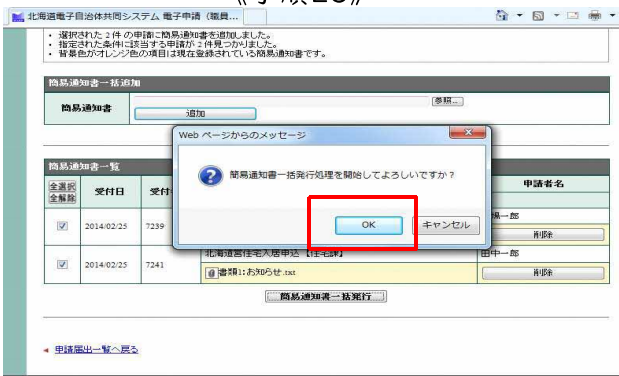 北海道電子自治体共同システム 電子申請（職員...
・ 選択された 2 件 の申請に簡易通知書を追加しました。
・ 指定された条件に該当する申請が 2 件見つかりました。
・ 背景色がオレンジ色の項目は現在登録されている簡易通知書です。
簡易通知書一括追加
簡易通知書
参照...
追加
Web ページからのメッセージ
簡易通知書一括発行処理を開始してよろしいですか？
OK
キャンセル
簡易通知書一覧
全選択
全解除
受付日
受付
申請者名
2014/02/25
7239
一郎
削除
2014/02/25
7241
北海道営住宅入居申込 【住宅課】
田中一郎
書類1:お知らせ.txt
削除
簡易通知書一括発行
申請届出一覧へ戻る